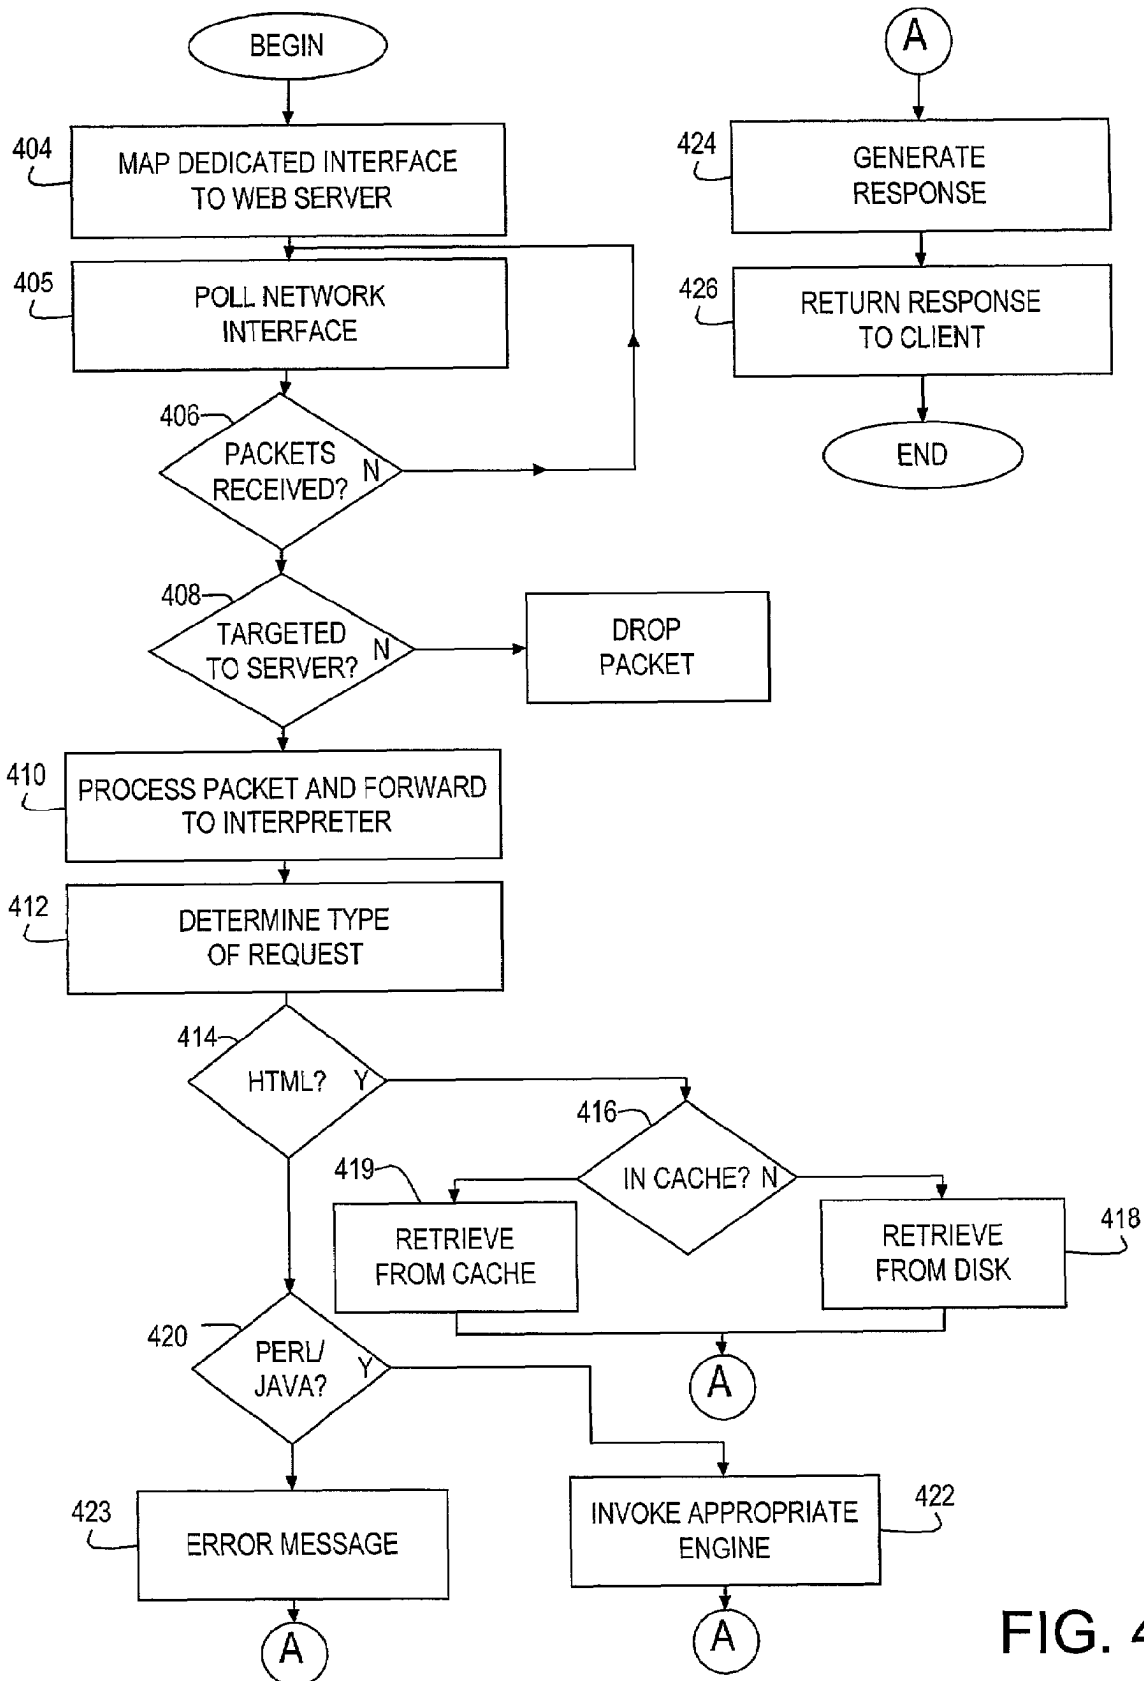 BEGIN
404
MAP DEDICATED INTERFACE
TO WEB SERVER
405
POLL NETWORK
INTERFACE
406
PACKETS
RECEIVED?
N
408
TARGETED
TO SERVER?
N
DROP
PACKET
410
PROCESS PACKET AND FORWARD
TO INTERPRETER
412
DETERMINE TYPE
OF REQUEST
414
HTML?
Y
416
IN CACHE?
N
419
RETRIEVE
FROM CACHE
RETRIEVE
FROM DISK
418
A
420
PERL/
JAVA?
Y
423
ERROR MESSAGE
A
INVOKE APPROPRIATE
ENGINE
422
A
A
424
GENERATE
RESPONSE
426
RETURN RESPONSE
TO CLIENT
END
FIG. 4